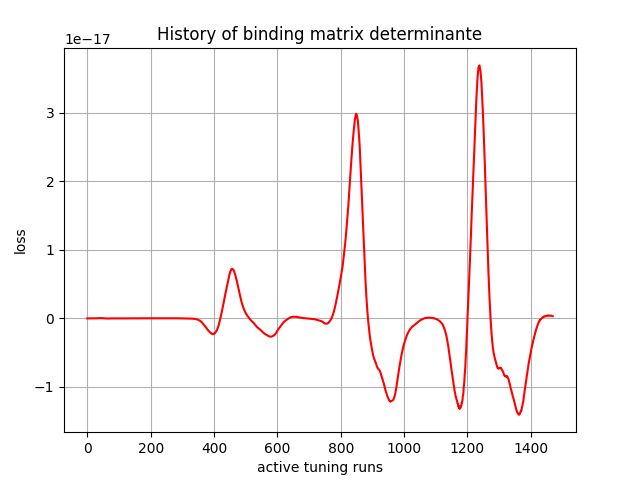 History of binding matrix determinante
1e−17
3
2
1
0
−1
loss
0 200 400 600 800 1000 1200 1400
active tuning runs